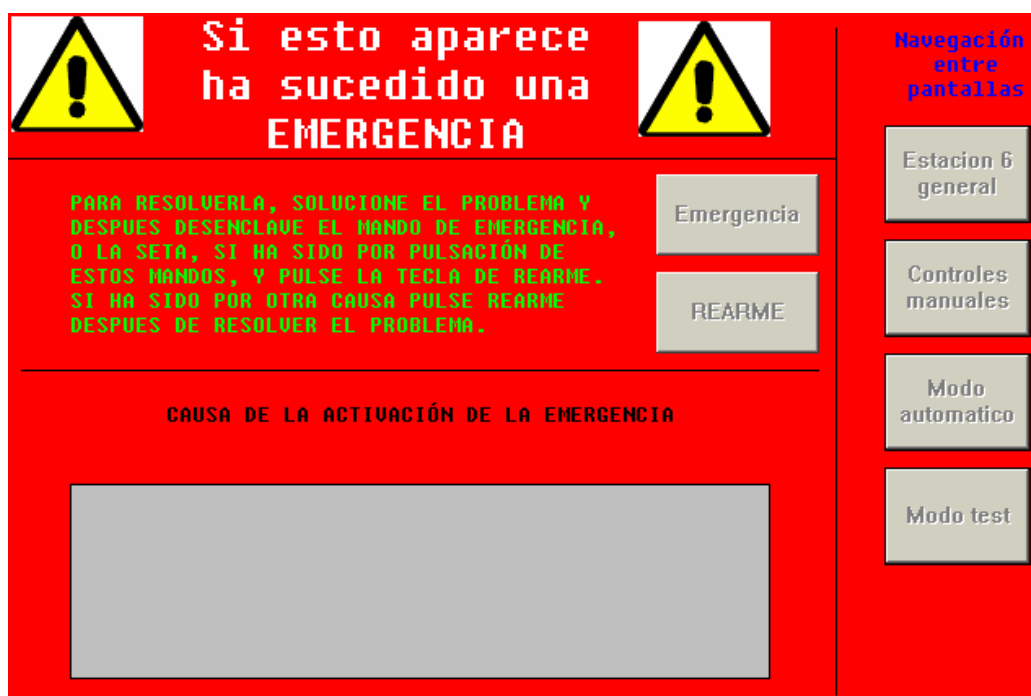 Si esto aparece
ha sucedido una
EMERGENCIA
PARA RESOLVERLA, SOLUCIONE EL PROBLEMA Y
DESPUES DESENCLAVE EL MANDO DE EMERGENCIA,
O LA SETA, SI HA SIDO POR PULSACIÓN DE
ESTOS MANDOS, Y PULSE LA TECLA DE REARME.
SI HA SIDO POR OTRA CAUSA PULSE REARME
DESPUES DE RESOLVER EL PROBLEMA.
Emergencia
REARME
CAUSA DE LA ACTIVACIÓN DE LA EMERGENCIA
Navegación
entre
pantallas
Estacion 6
general
Controles
manuales
Modo
automatico
Modo test